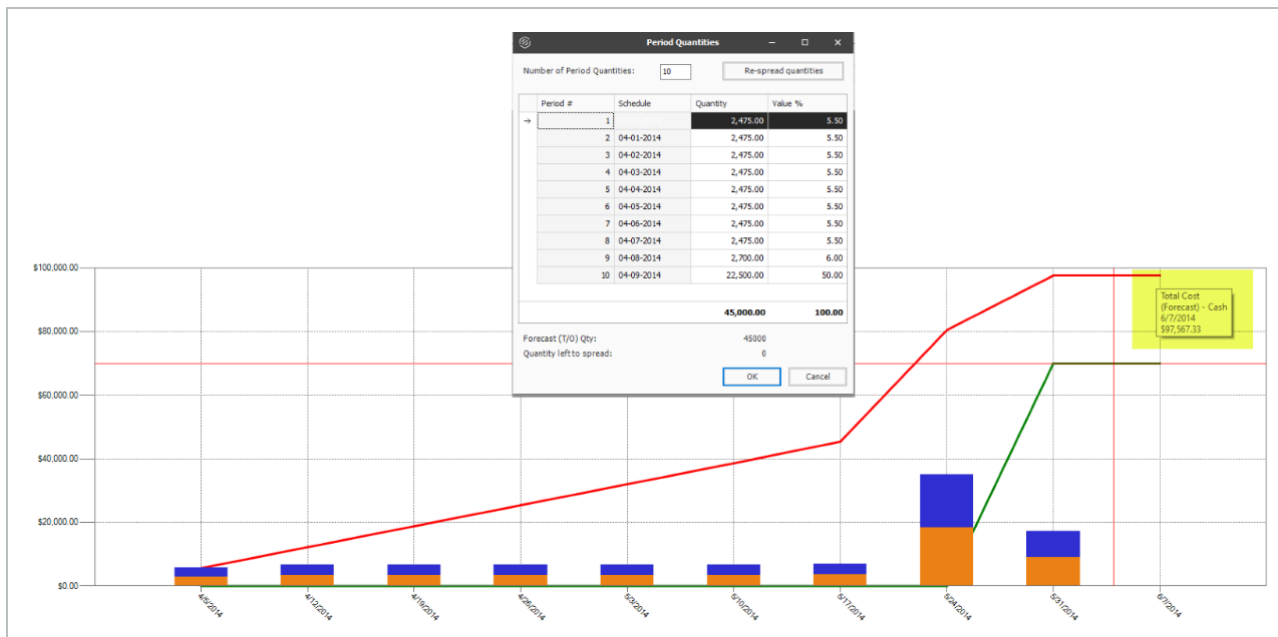 Period Quantities
Number of Period Quantities: 10 Re-spread quantities
Period # Schedule Quantity Value %
1 2,475.00 5.50
2 04-01-2014 2,475.00 5.50
3 04-02-2014 2,475.00 5.50
4 04-03-2014 2,475.00 5.50
5 04-04-2014 2,475.00 5.50
6 04-05-2014 2,475.00 5.50
7 04-06-2014 2,475.00 5.50
8 04-07-2014 2,475.00 5.50
9 04-08-2014 2,700.00 6.00
10 04-09-2014 22,500.00 50.00
45,000.00 100.00
Forecast (T/O) Qty: 45000
Quantity left to spread: 0
OK Cancel
$100,000.00
$80,000.00
$60,000.00
$40,000.00
$20,000.00
$0.00
Total Cost
(Forecast) - Cash
6/7/2014
$97,567.33
4/5/2014 4/12/2014 4/19/2014 4/26/2014 5/3/2014 5/10/2014 5/17/2014 5/24/2014 5/31/2014 6/7/2014